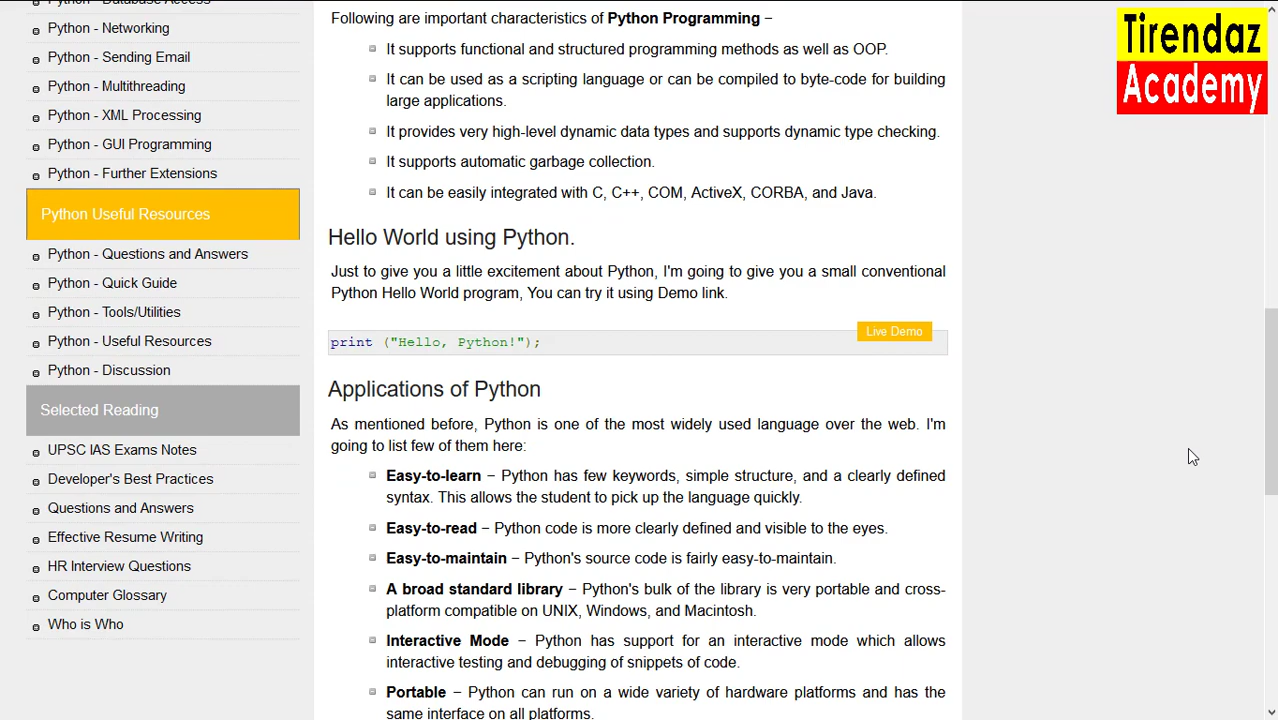 Python - Database Access
Python - Networking
Python - Sending Email
Python - Multithreading
Python - XML Processing
Python - GUI Programming
Python - Further Extensions
Python Useful Resources
Python - Questions and Answers
Python - Quick Guide
Python - Tools/Utilities
Python - Useful Resources
Python - Discussion
Selected Reading
UPSC IAS Exams Notes
Developer's Best Practices
Questions and Answers
Effective Resume Writing
HR Interview Questions
Computer Glossary
Who is Who
Following are important characteristics of Python Programming −
It supports functional and structured programming methods as well as OOP.
It can be used as a scripting language or can be compiled to byte-code for building
large applications.
It provides very high-level dynamic data types and supports dynamic type checking.
It supports automatic garbage collection.
It can be easily integrated with C, C++, COM, ActiveX, CORBA, and Java.
Hello World using Python.
Just to give you a little excitement about Python, I'm going to give you a small conventional
Python Hello World program, You can try it using Demo link.
Live Demo
print ("Hello, Python!");
Applications of Python
As mentioned before, Python is one of the most widely used language over the web. I'm
going to list few of them here:
Easy-to-learn − Python has few keywords, simple structure, and a clearly defined
syntax. This allows the student to pick up the language quickly.
Easy-to-read − Python code is more clearly defined and visible to the eyes.
Easy-to-maintain − Python's source code is fairly easy-to-maintain.
A broad standard library − Python's bulk of the library is very portable and cross-
platform compatible on UNIX, Windows, and Macintosh.
Interactive Mode − Python has support for an interactive mode which allows
interactive testing and debugging of snippets of code.
Portable − Python can run on a wide variety of hardware platforms and has the
same interface on all platforms.
Tirendaz
Academy